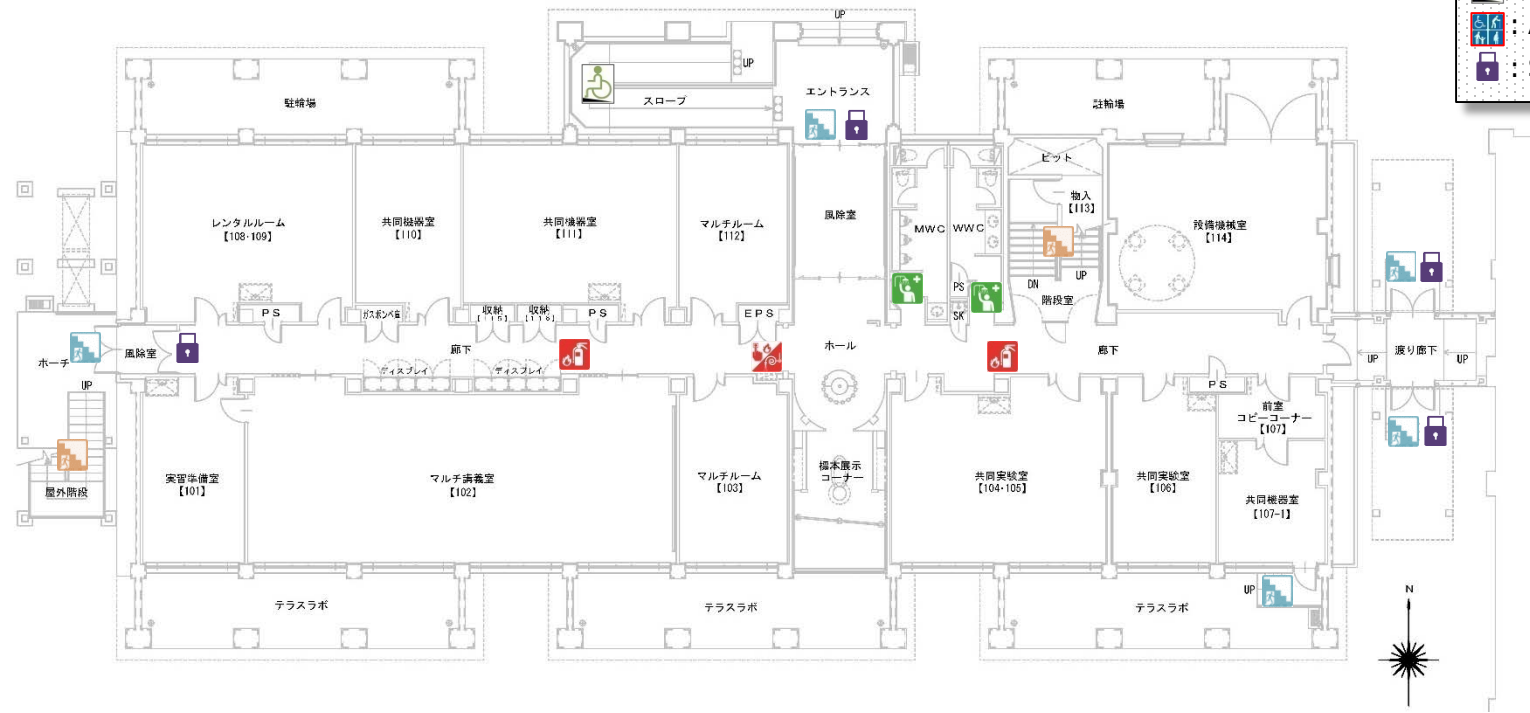 UP
: 
: 
UP
スロープ
エントランス
駐輪場
駐輪場
ピット
物入
【113】
レンタルルーム
【108·109】
共同機器室
【110】
共同機器室
【111】
マルチルーム
【112】
風除室
MWC
WWC
設備機械室
【114】
DN
UP
PS
階段室
SK
PS
ガスボンベ室
収納
【115】
収納
PS
EPS
ポーチ
風除室
廊下
ホール
廊下
UP
渡り廊下
UP
UP
ディスプレイ
ディスプレイ
PS
前室
コピーコーナー
【107】
実習準備室
【101】
マルチ講義室
【102】
マルチルーム
【103】
標本展示
コーナー
共同実験室
【104·105】
共同実験室
【106】
共同機器室
【107-1】
屋外階段
テラスラボ
テラスラボ
テラスラボ
UP
N